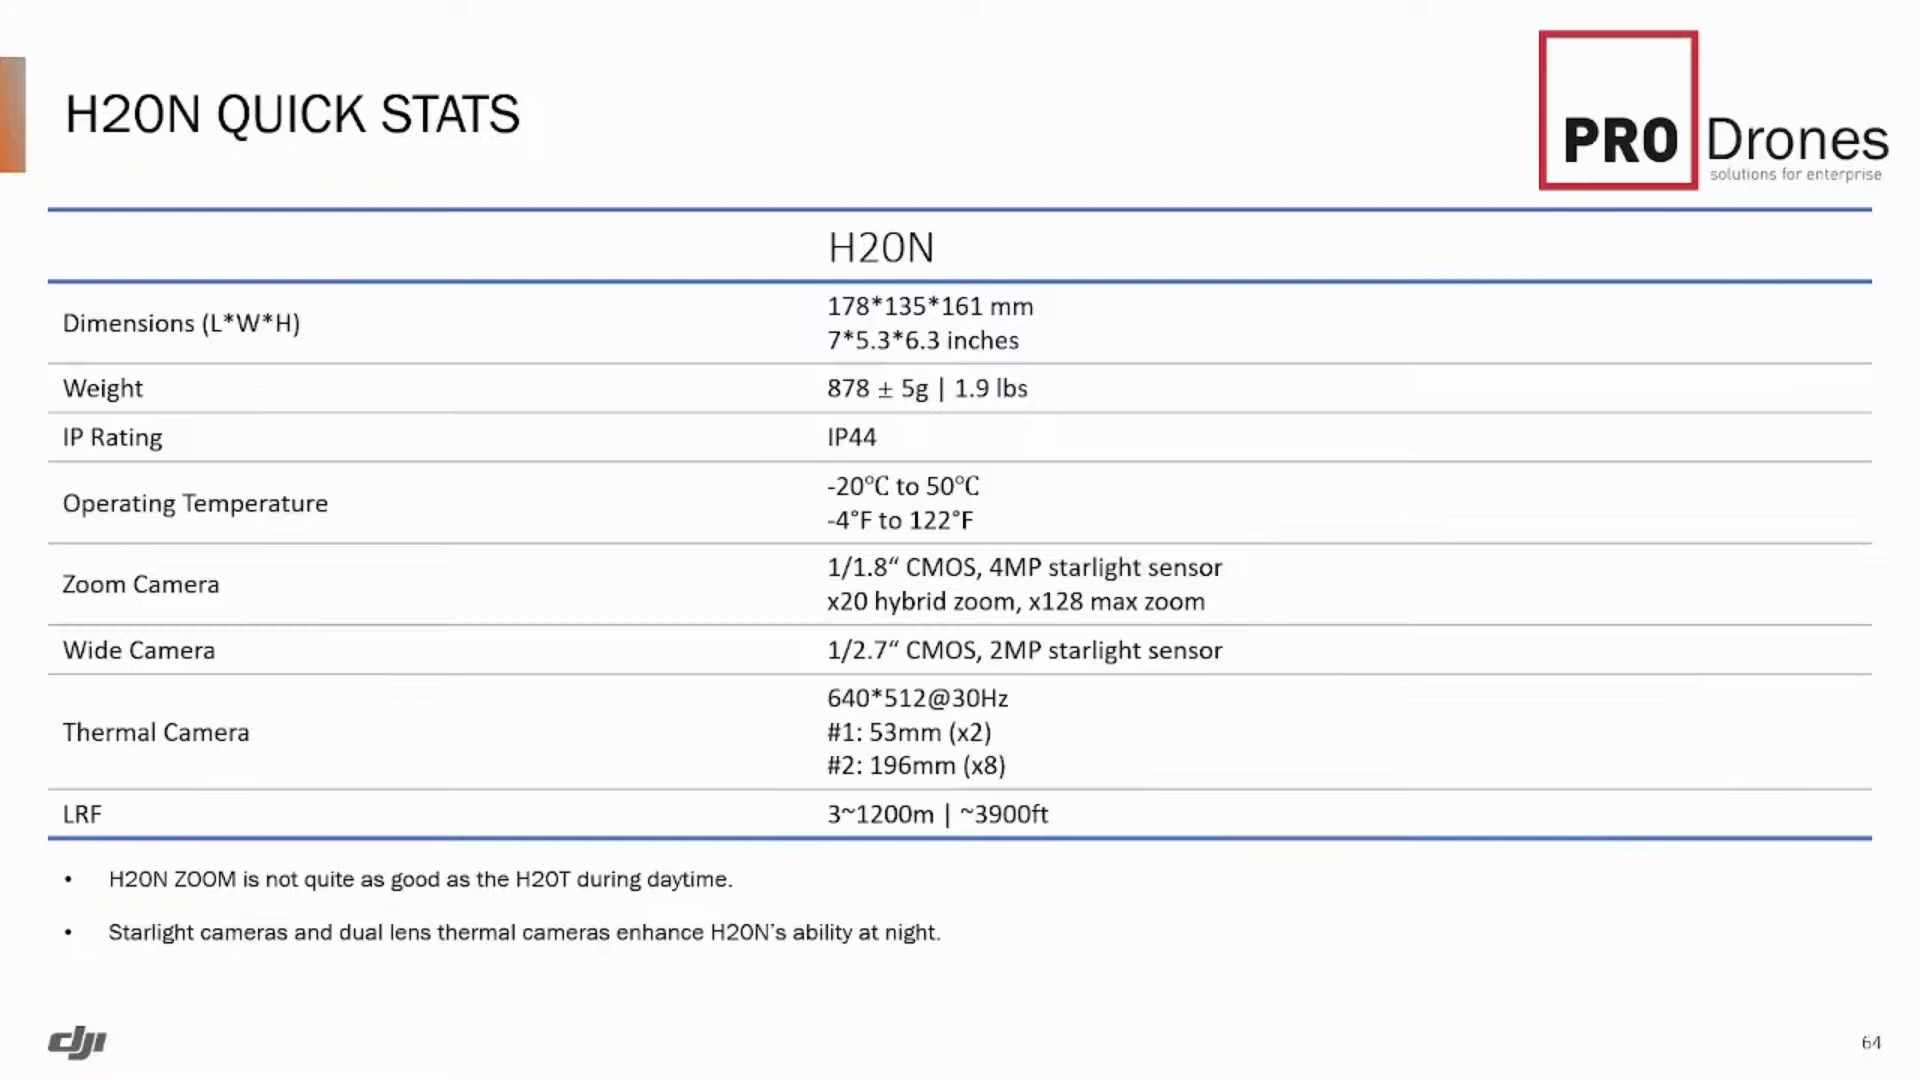 H20N QUICK STATS
PRO Drones
solutions for enterprise
H20N
Dimensions (L*W*H)
178*135*161 mm
7*5.3*6.3 inches
Weight
878 ± 5g | 1.9 lbs
IP Rating
IP44
Operating Temperature
-20℃ to 50℃
-4°F to 122°F
Zoom Camera
1/1.8“ CMOS, 4MP starlight sensor
x20 hybrid zoom, x128 max zoom
Wide Camera
1/2.7“ CMOS, 2MP starlight sensor
Thermal Camera
640*512@30Hz
#1: 53mm (x2)
#2: 196mm (x8)
LRF
3~1200m | ~3900ft
• H20N ZOOM is not quite as good as the H20T during daytime.
• Starlight cameras and dual lens thermal cameras enhance H20N’s ability at night.
dji
64